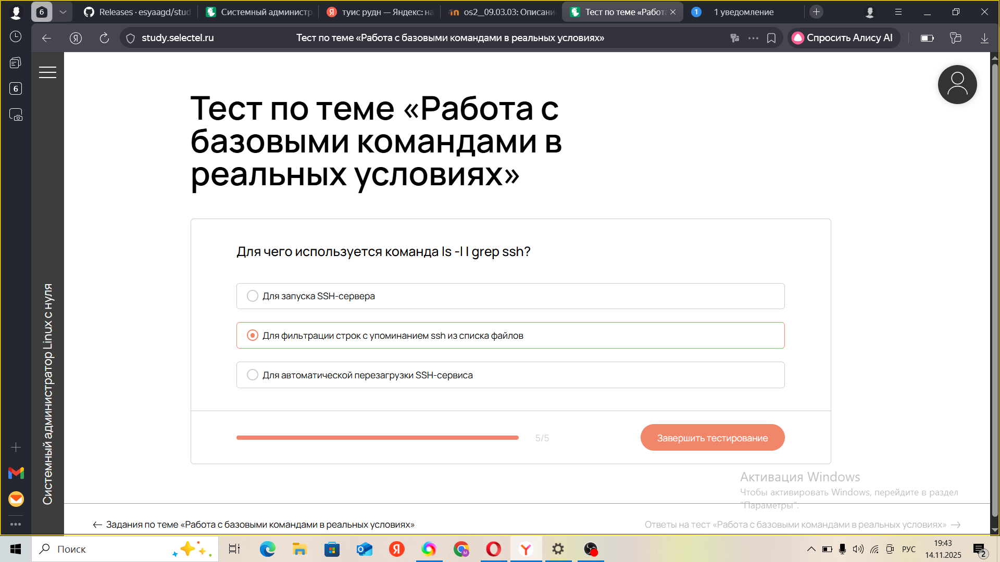 6
Releases · esyaagd/stud
Системный администр
туис рудн — Яндекс: на
os2__09.03.03: Описани
Тест по теме «Работа
1
1 уведомление
study.selectel.ru
Тест по теме «Работа с базовыми командами в реальных условиях»
Спросить Алису AI
6
Системный администратор Linux с нуля
Тест по теме «Работа с
базовыми командами в
реальных условиях»
Для чего используется команда ls -l | grep ssh?
Для запуска SSH-сервера
Для фильтрации строк с упоминанием ssh из списка файлов
Для автоматической перезагрузки SSH-сервиса
5/5
Завершить тестирование
Активация Windows
Чтобы активировать Windows, перейдите в раздел
"Параметры".
← Задания по теме «Работа с базовыми командами в реальных условиях»
Ответы на тест «Работа с базовыми командами в реальных условиях» →
Поиск
РУС
19:43
14.11.2025
2